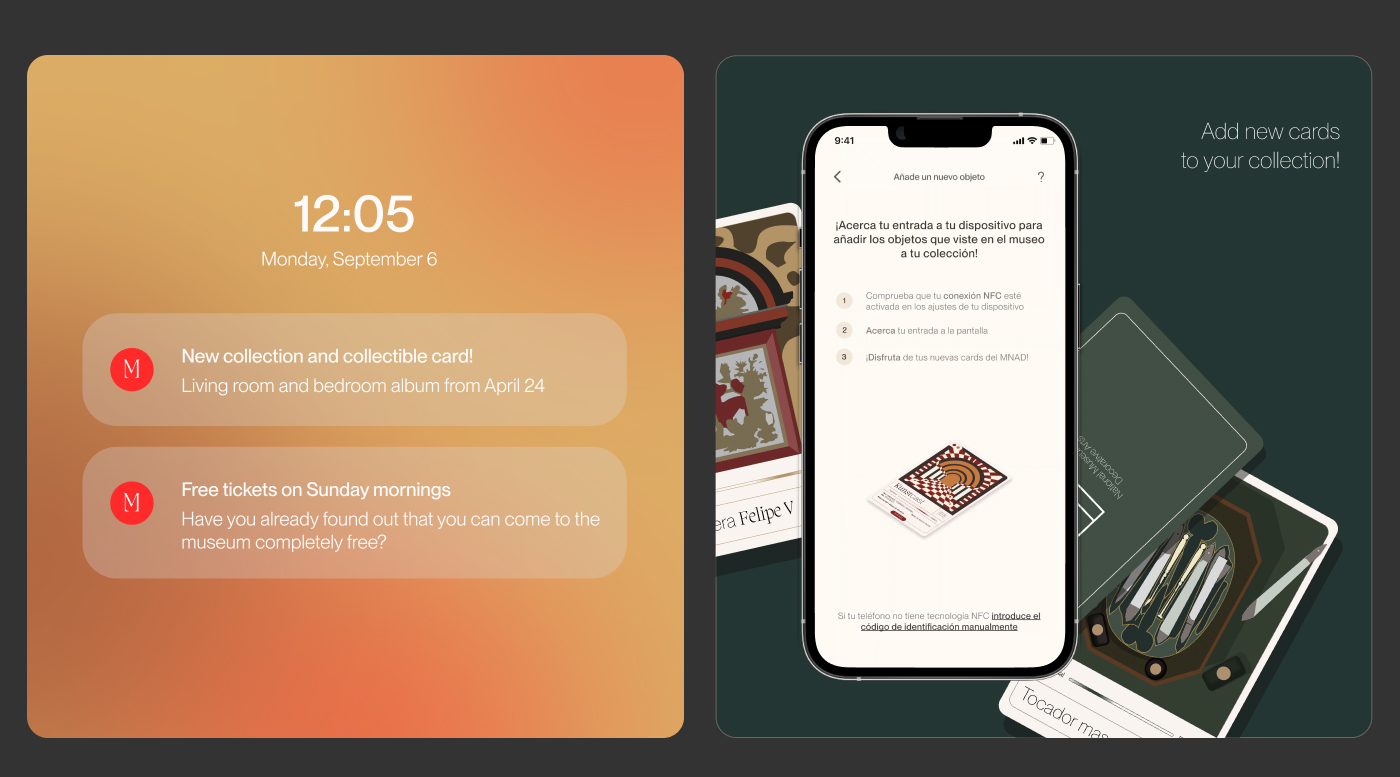 12:05
Monday, September 6
M
New collection and collectible card!
Living room and bedroom album from April 24
M
Free tickets on Sunday mornings
Have you already found out that you can come to the
museum completely free?
Add new cards
to your collection!
9:41
Añade un nuevo objeto
?
¡Acerca tu entrada a tu dispositivo para
añadir los objetos que viste en el museo
a tu colección!
1
Comprueba que tu conexión NFC esté
activada en los ajustes de tu dispositivo
2
Acerca tu entrada a la pantalla
3
¡Disfruta de tus nuevas cards del MNAD!
Si tu teléfono no tiene tecnología NFC introduce el
código de identificación manualmente
era Felipe V
National Museum
Decorative Arts
Tocador mas